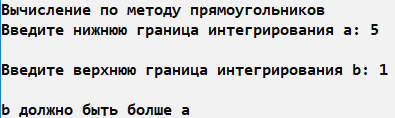 Вычисление по методу прямоугольников
Введите нижнюю граница интегрирования a: 5
Введите верхнюю граница интегрирования b: 1
b должно быть болше a